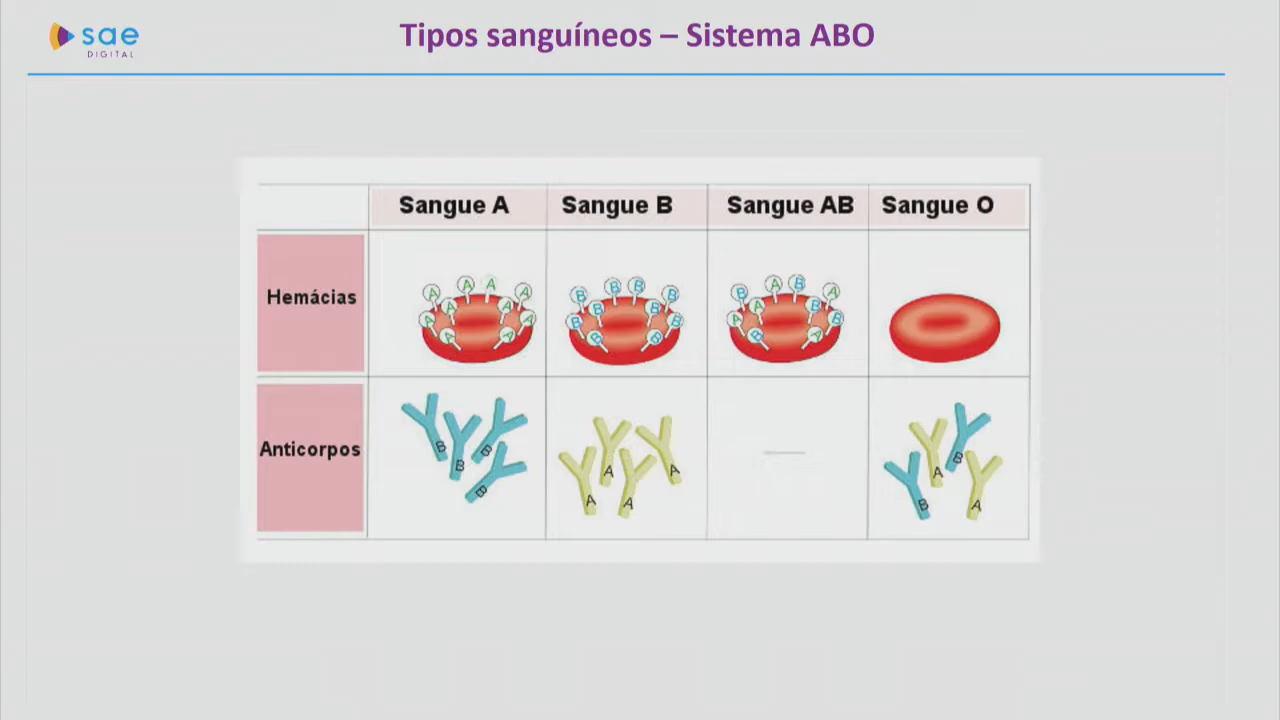 sae
DIGITAL
Tipos sanguíneos – Sistema ABO
Sangue A
Sangue B
Sangue AB
Sangue O
Hemácias
A A A A A A A A A A
B B B B B B B B B B
B A B A A B A B B A
Anticorpos
B B B B
A A A A
B A B A